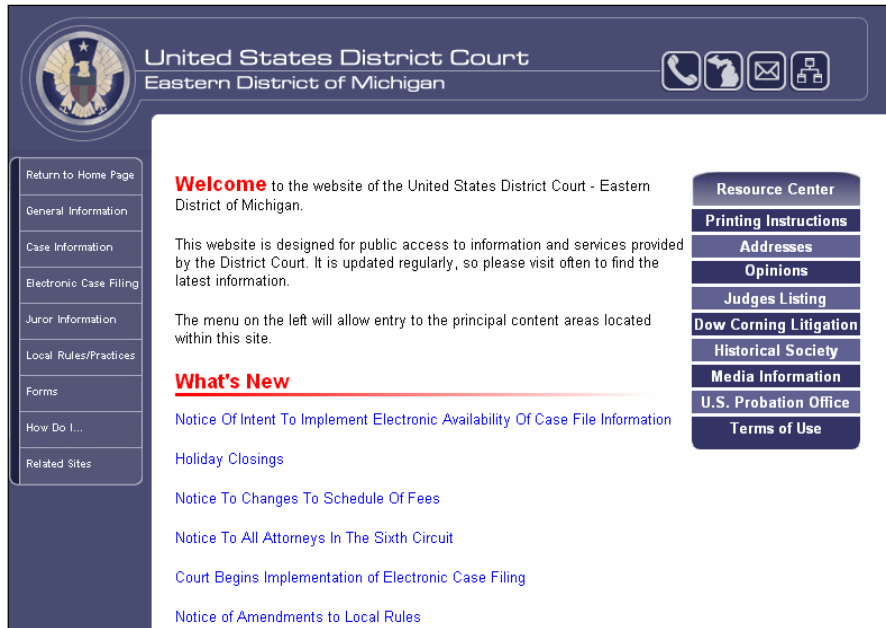 United States District Court
Eastern District of Michigan
Return to Home Page
General Information
Case Information
Electronic Case Filing
Juror Information
Local Rules/Practices
Forms
How Do I...
Related Sites
Welcome to the website of the United States District Court - Eastern
District of Michigan.
This website is designed for public access to information and services provided
by the District Court. It is updated regularly, so please visit often to find the
latest information.
The menu on the left will allow entry to the principal content areas located
within this site.
What's New
Notice Of Intent To Implement Electronic Availability Of Case File Information
Holiday Closings
Notice To Changes To Schedule Of Fees
Notice To All Attorneys In The Sixth Circuit
Court Begins Implementation of Electronic Case Filing
Notice of Amendments to Local Rules
Resource Center
Printing Instructions
Addresses
Opinions
Judges Listing
Dow Corning Litigation
Historical Society
Media Information
U.S. Probation Office
Terms of Use